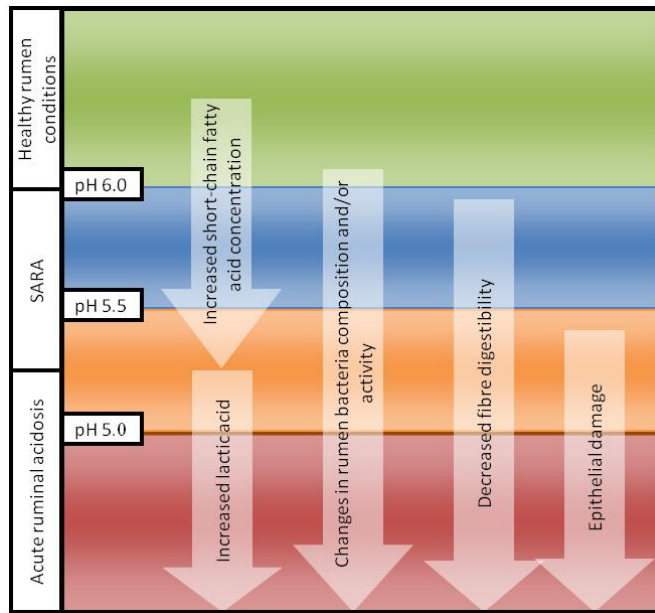 Healthy rumen
conditions
pH 6.0
SARA
pH 5.5
Acute ruminal acidosis
pH 5.0
Increased short-chain fatty
acid concentration
Increased lactic acid
Changes in rumen bacteria composition and/or
activity
Decreased fibre digestibility
Epithelial damage